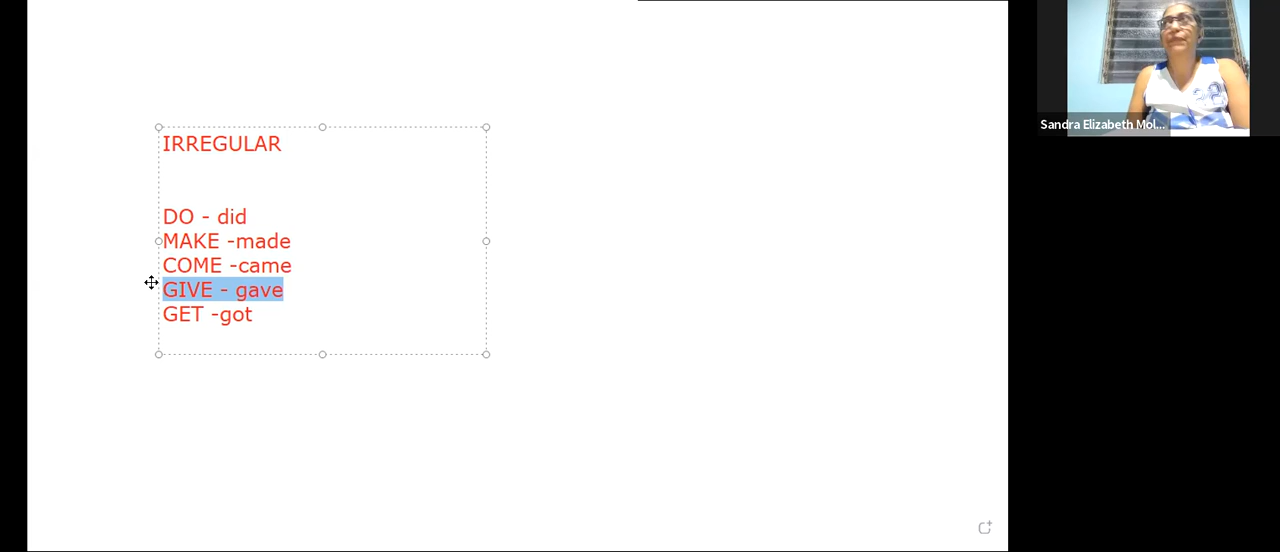 IRREGULAR
DO - did
MAKE -made
COME -came
GIVE - gave
GET -got
Sandra Elizabeth Mol...